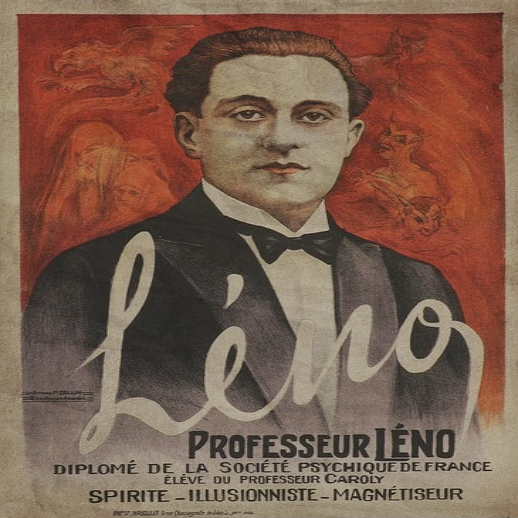 Léno
PROFESSEUR LÉNO
DIPLOMÉ DE LA SOCIÉTÉ PSYCHIQUE DE FRANCE
ÉLÈVE DU PROFESSEUR CAROLY
SPIRITE - ILLUSIONNISTE - MAGNÉTISEUR